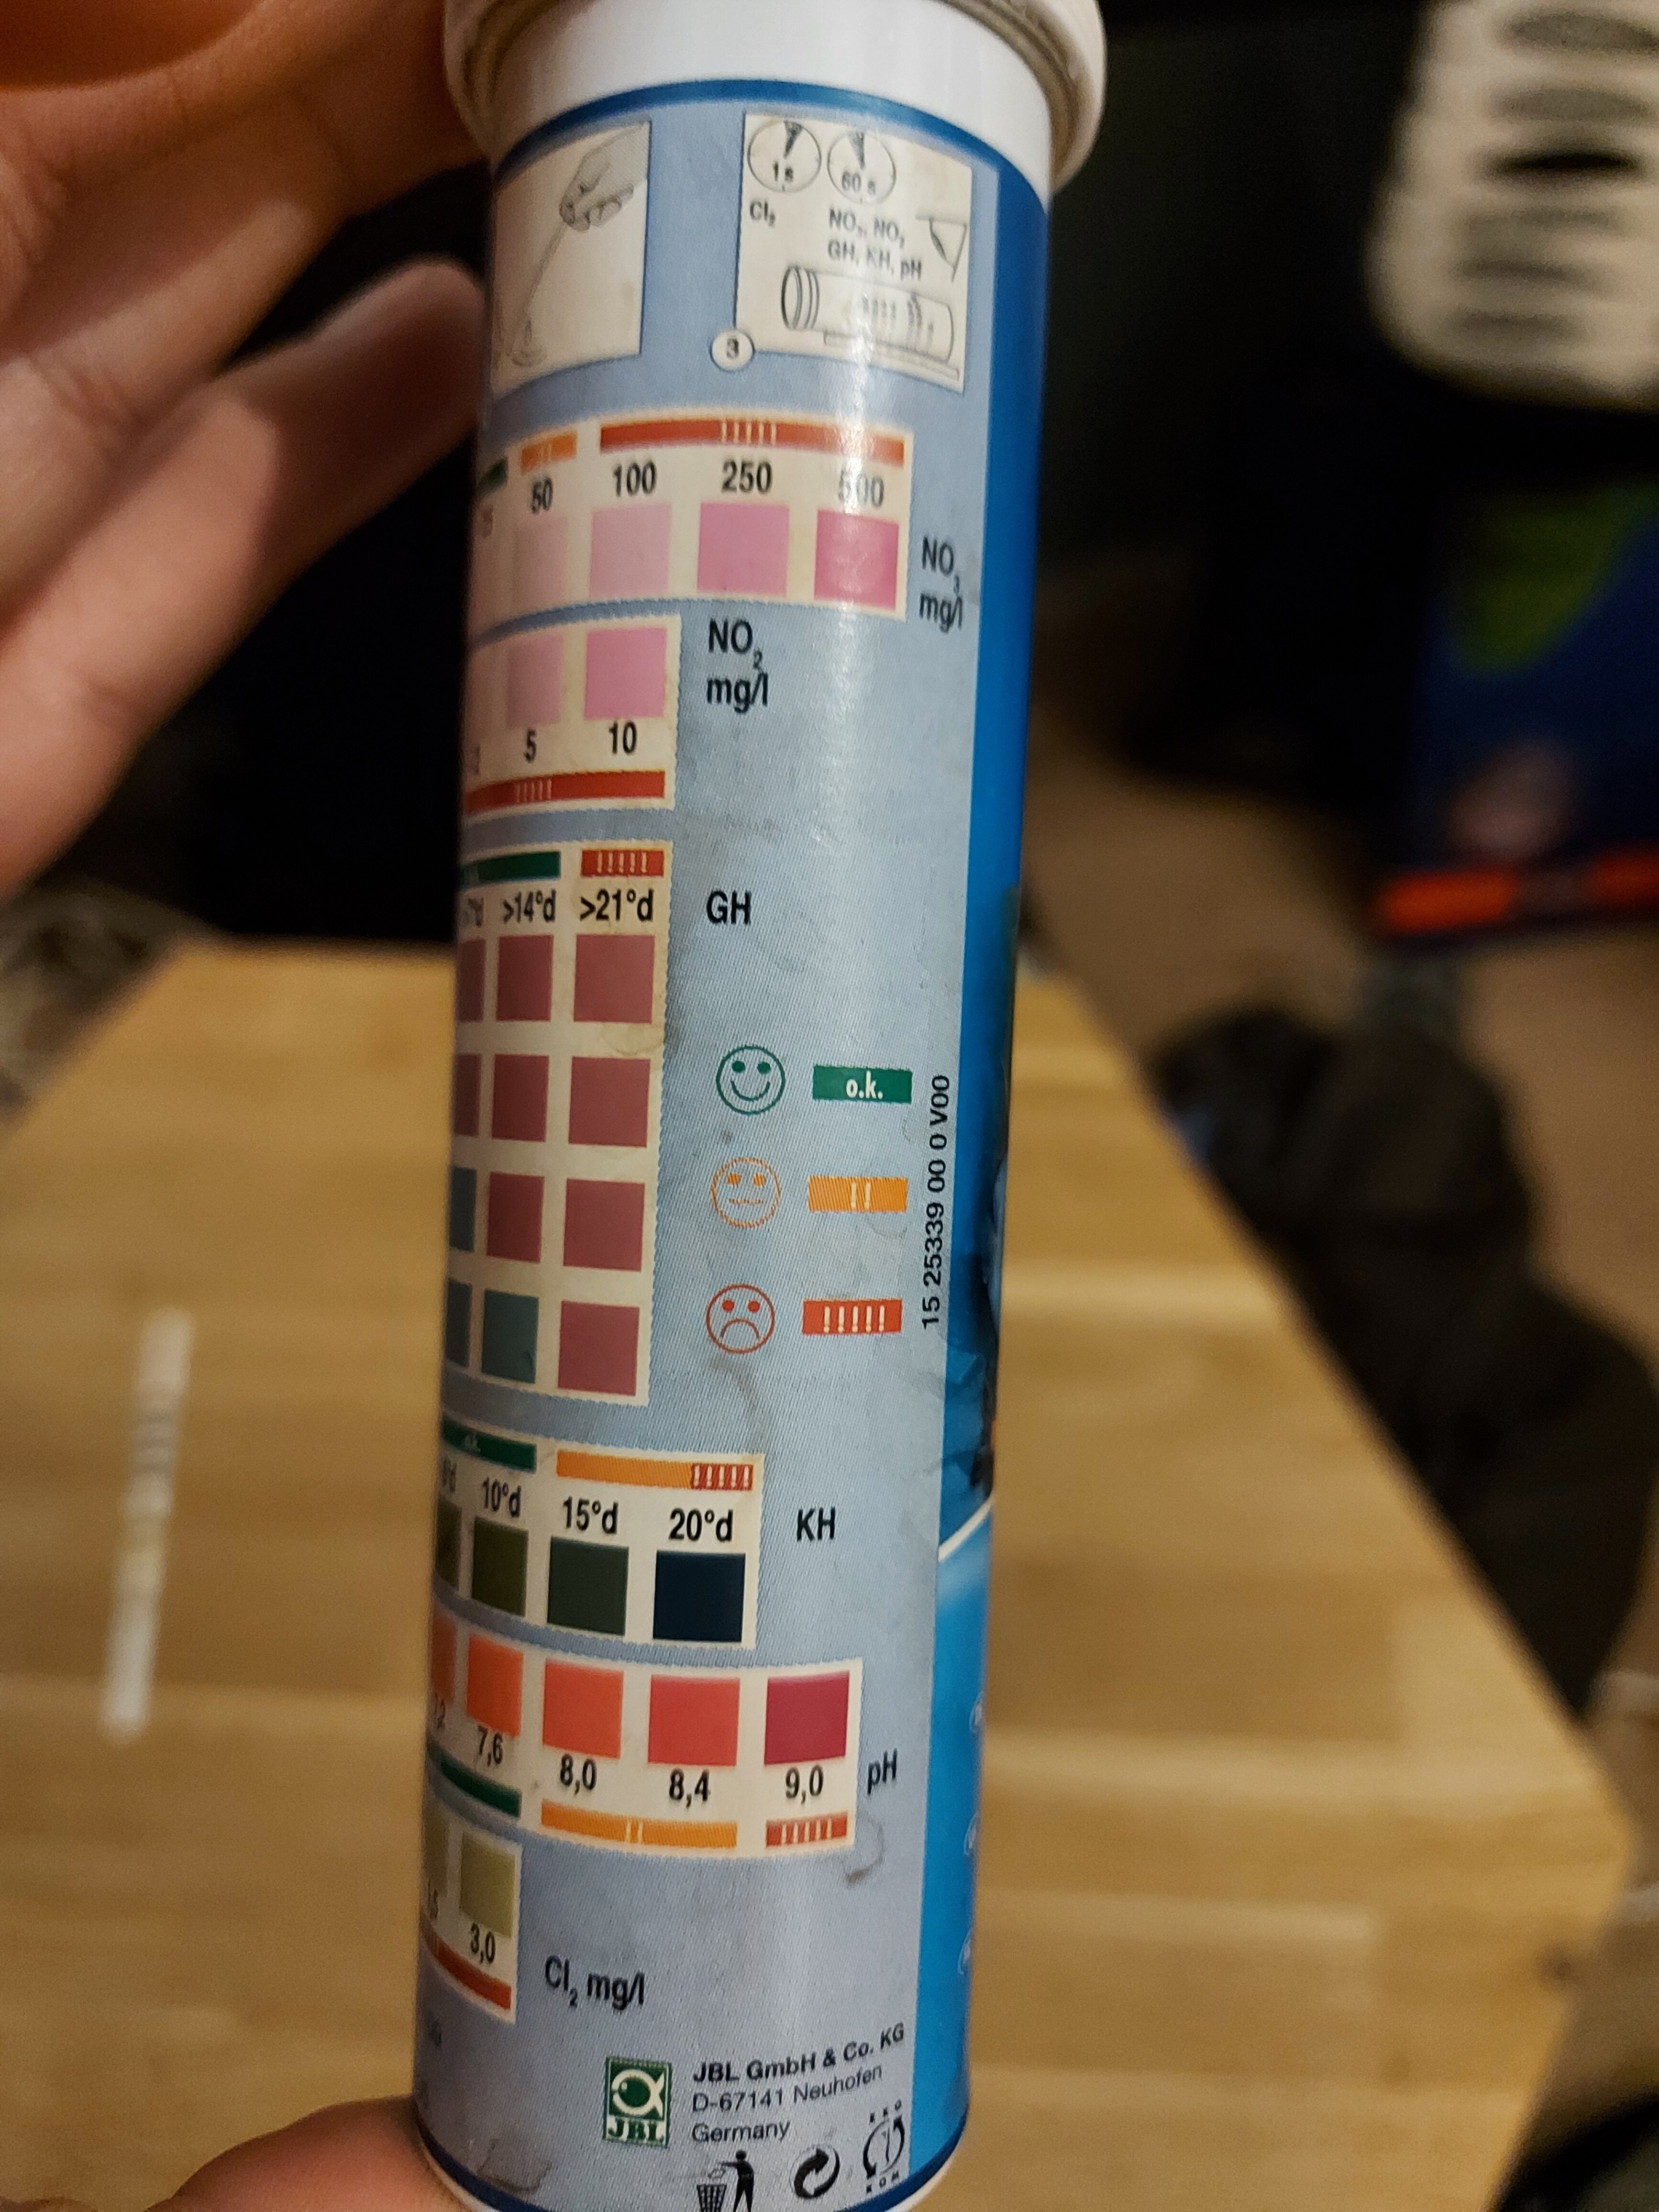 1 s
60 s
Cl₂
NO₃, NO₂
GH, KH, pH
3
50 100 250 500
NO₃
mg/l
NO₂
mg/l
5 10
>14°d >21°d
GH
o.k.
!!
!!!!!
15 25339 00 0 V00
10°d 15°d 20°d
KH
7,6 8,0 8,4 9,0
pH
3,0
Cl₂ mg/l
JBL GmbH & Co. KG
D-67141 Neuhofen
Germany
JBL